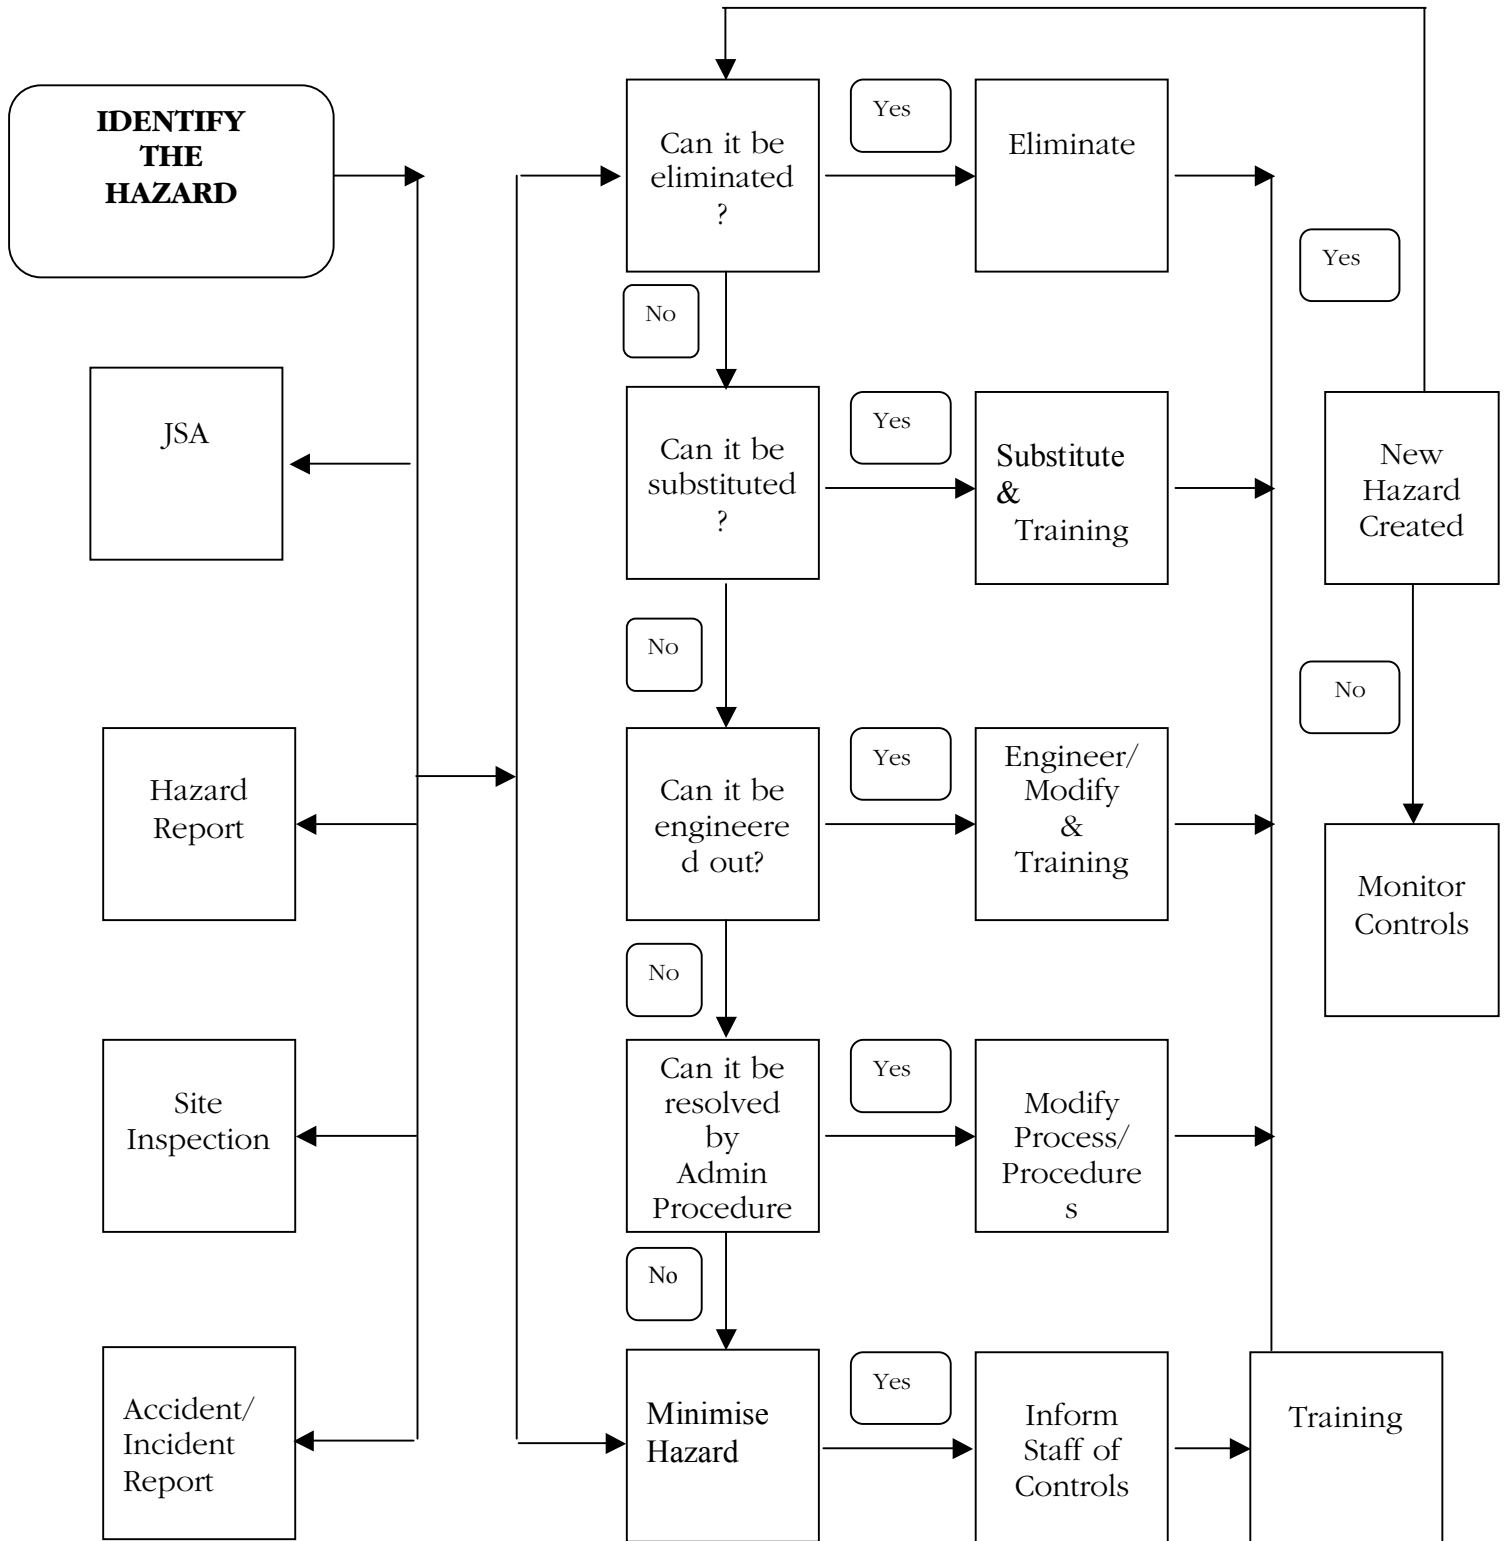 IDENTIFY
THE
HAZARD
JSA
Hazard
Report
Site
Inspection
Accident/
Incident
Report
Can it be
eliminated
?
Yes
Eliminate
No
Can it be
substituted
?
Yes
Substitute
&
Training
No
Can it be
engineere
d out?
Yes
Engineer/
Modify
&
Training
No
Can it be
resolved
by
Admin
Procedure
Yes
Modify
Process/
Procedure
s
No
Minimise
Hazard
Yes
Inform
Staff of
Controls
Training
Yes
New
Hazard
Created
No
Monitor
Controls